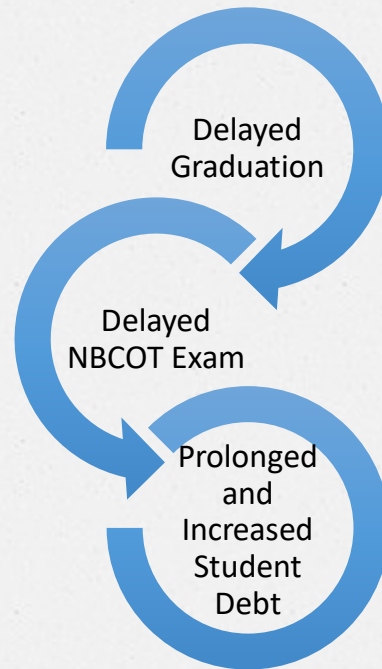 Delayed
Graduation
Delayed
NBCOT Exam
Prolonged
and
Increased
Student
Debt